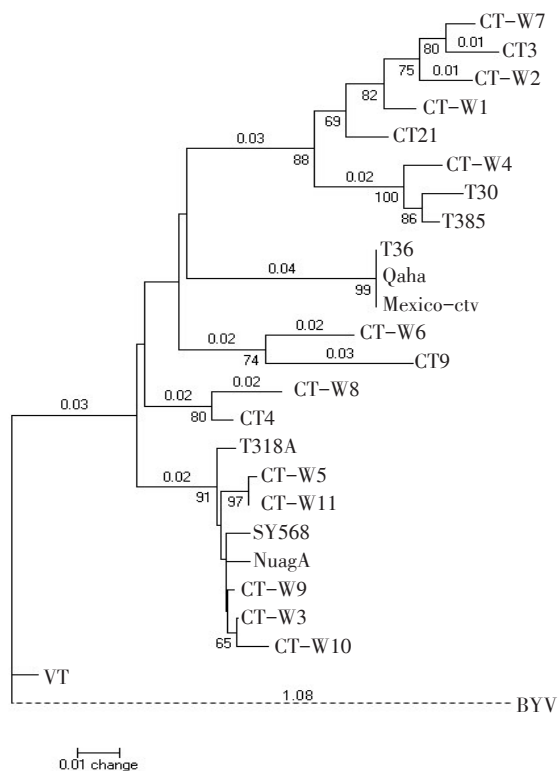 CT-W7
80 0.01 CT3
75 0.01 CT-W2
82 CT-W1
69 CT21
0.03
88
0.02 CT-W4
100 T30
86 T385
T36
0.04 Qaha
99 Mexico-ctv
0.02 CT-W6
0.02
74 0.03 CT9
0.02 CT-W8
0.03 0.02
80 CT4
T318A
0.02 CT-W5
91 97 CT-W11
SY568
NuagA
CT-W9
CT-W3
65 CT-W10
VT
1.08 BYV
0.01 change